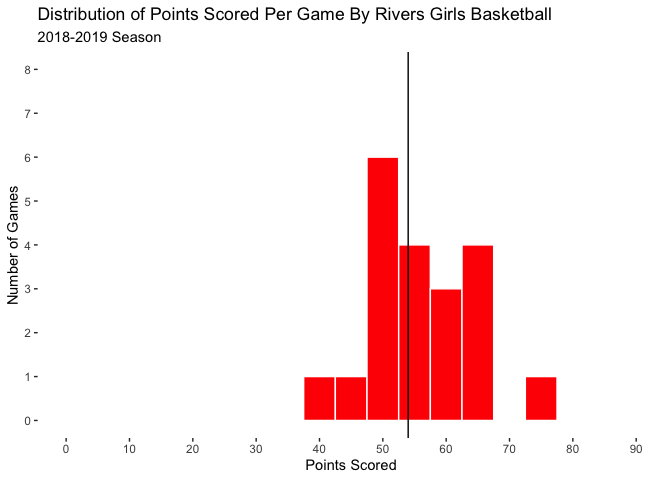 Distribution of Points Scored Per Game By Rivers Girls Basketball
2018-2019 Season
8
7
6
5
4
3
2
1
0
Number of Games
0 10 20 30 40 50 60 70 80 90
Points Scored